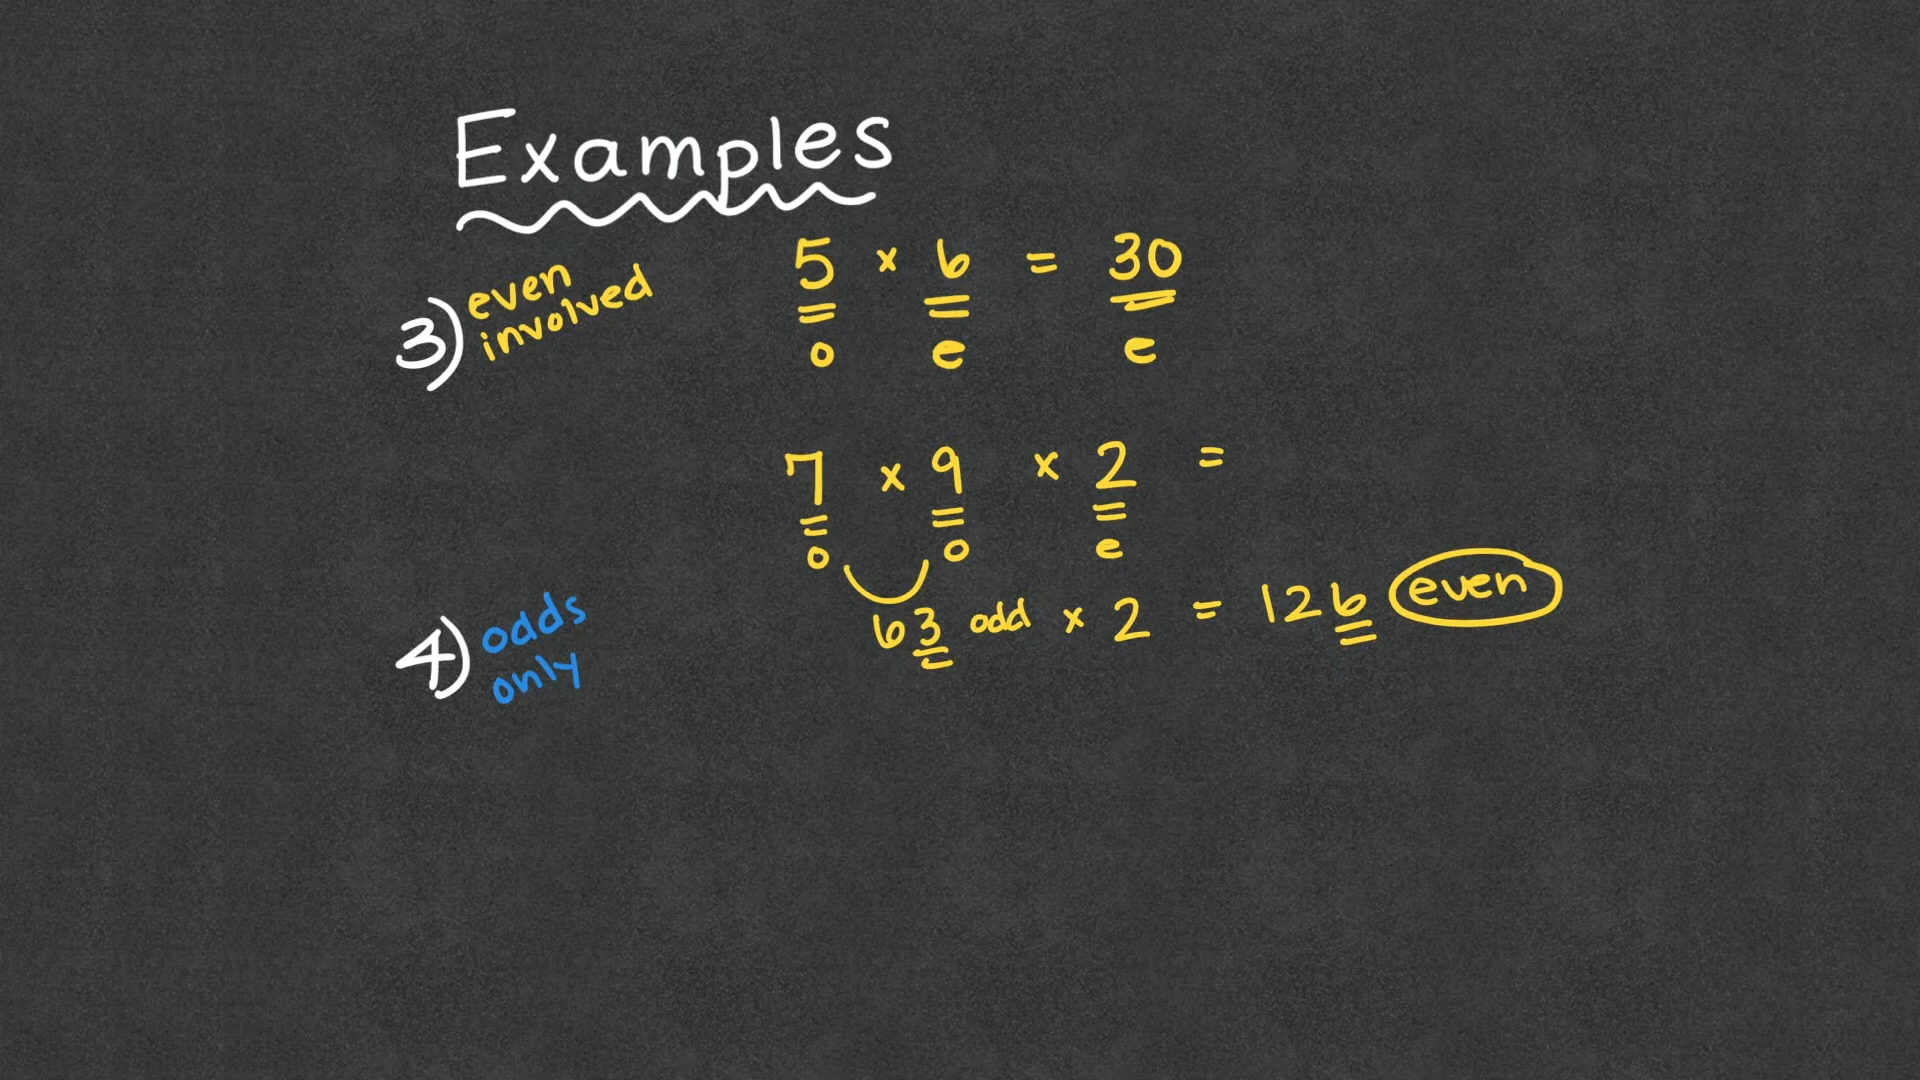 Examples
3) even involved
5 × 6 = 30
o e e
7 × 9 × 2 =
o o e
63 odd × 2 = 126 even
4) odds only